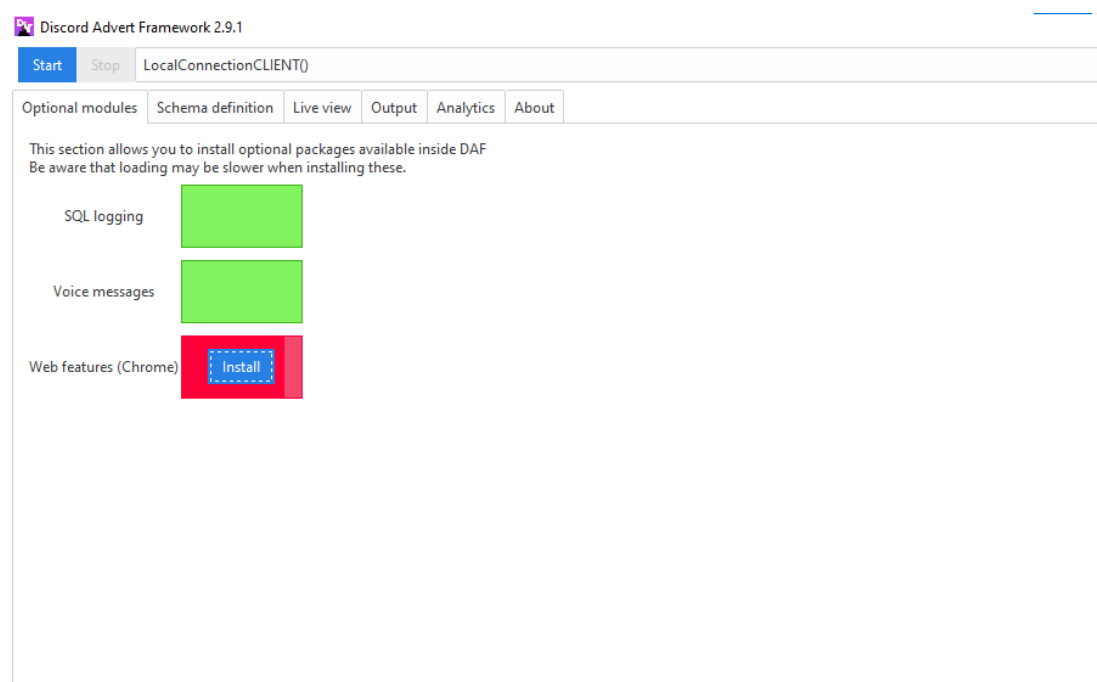 Discord Advert Framework 2.9.1
Start Stop LocalConnectionCLIENT()
Optional modules Schema definition Live view Output Analytics About
This section allows you to install optional packages available inside DAF
Be aware that loading may be slower when installing these.
SQL logging
Voice messages
Web features (Chrome) Install